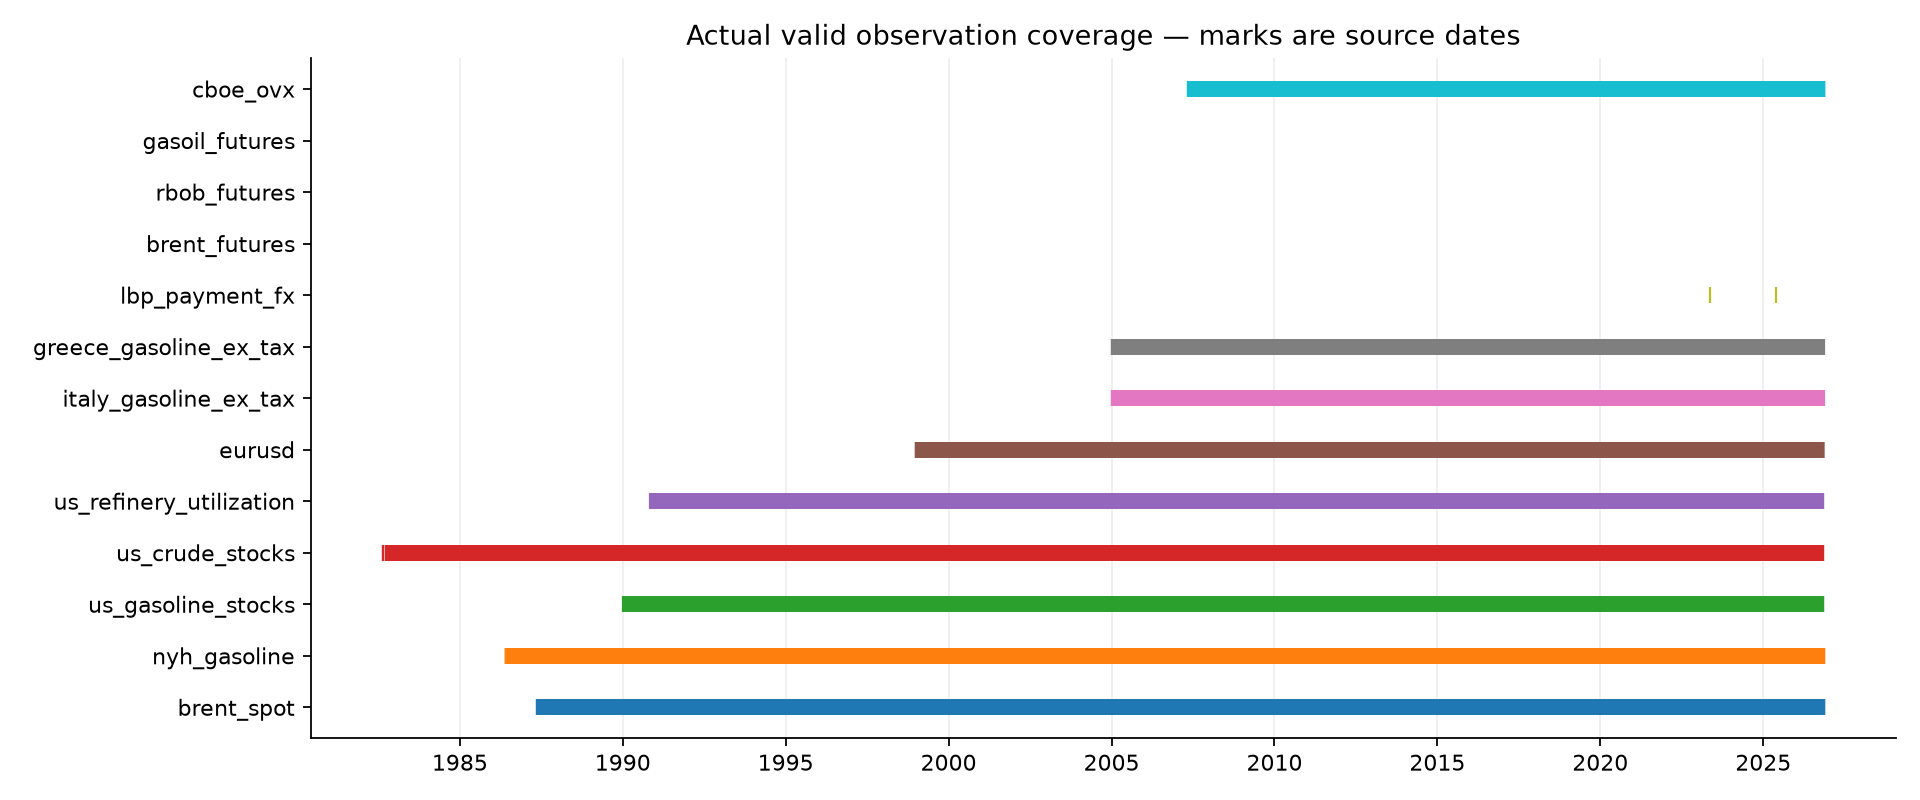 Actual valid observation coverage — marks are source dates
cboe_ovx
gasoil_futures
rbob_futures
brent_futures
lbp_payment_fx
greece_gasoline_ex_tax
italy_gasoline_ex_tax
eurusd
us_refinery_utilization
us_crude_stocks
us_gasoline_stocks
nyh_gasoline
brent_spot
1985 1990 1995 2000 2005 2010 2015 2020 2025